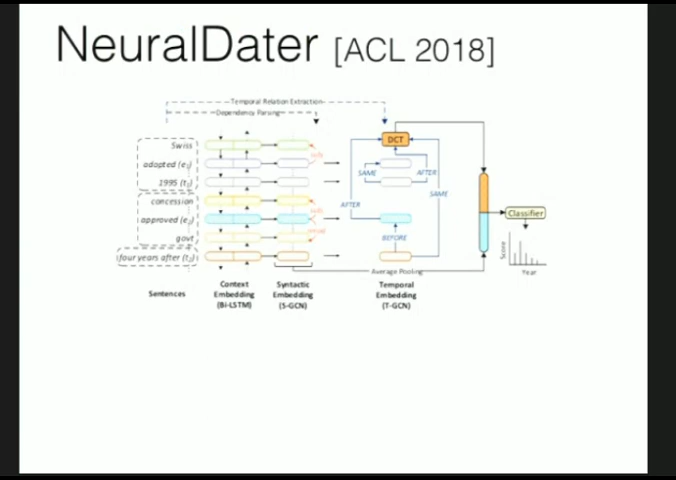 NeuralDater [ACL 2018]
Temporal Relation Extraction
Dependency Parsing
Swiss
adopted (e₁)
1995 (t₁)
concession
approved (e₂)
govt
four years after (t₂)
DCT
SAME
AFTER
SAME
AFTER
BEFORE
Average Pooling
Classifier
Score
Year
Sentences
Context
Embedding
(Bi-LSTM)
Syntactic
Embedding
(S-GCN)
Temporal
Embedding
(T-GCN)